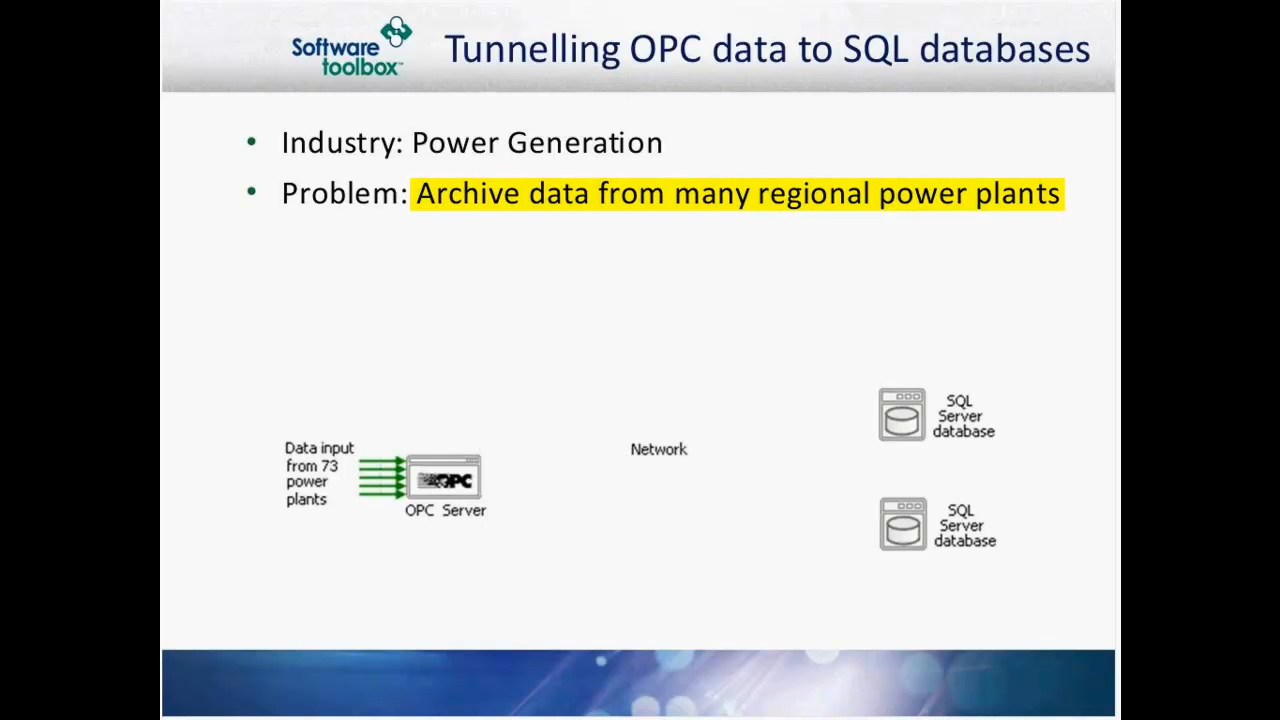 Software
toolbox™
Tunnelling OPC data to SQL databases
• Industry: Power Generation
• Problem: Archive data from many regional power plants
Data input
from 73
power
plants
OPC
OPC Server
Network
SQL
Server
database
SQL
Server
database